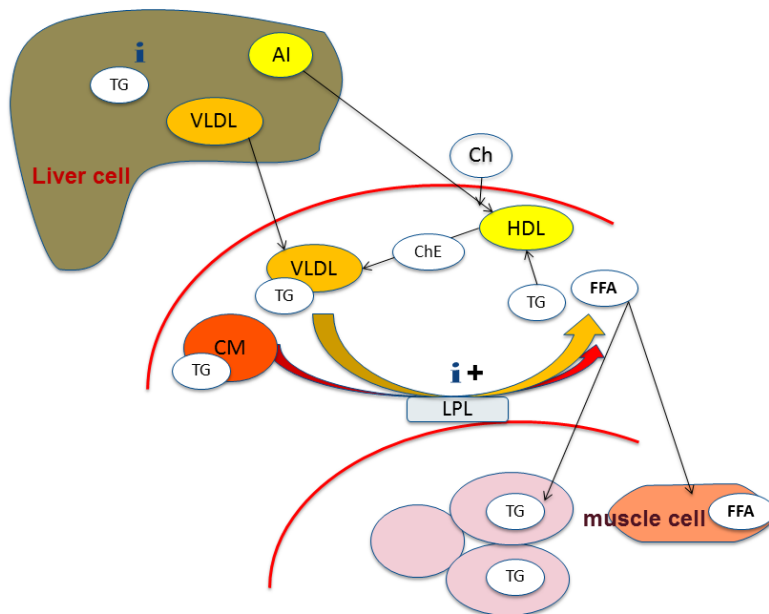 i
AI
TG
VLDL
Liver cell
Ch
HDL
ChE
VLDL
TG
TG
FFA
CM
TG
i +
LPL
TG
muscle cell
FFA
TG